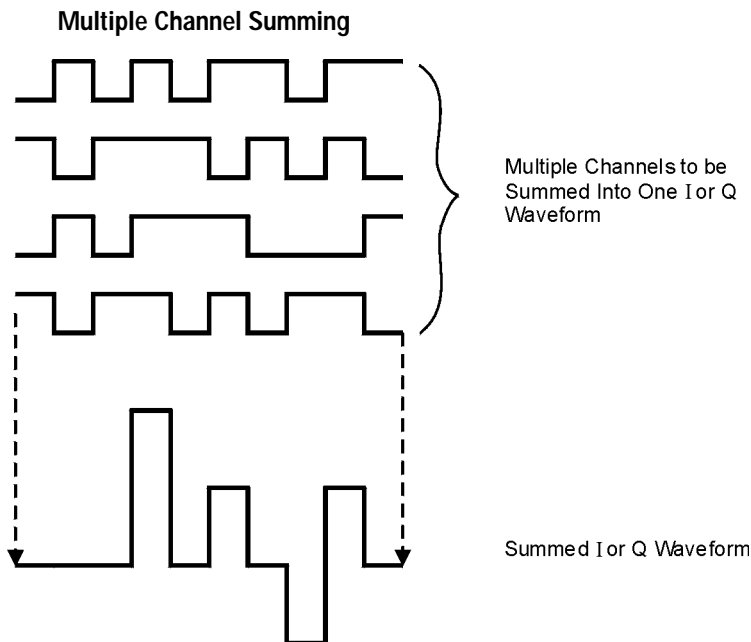 Multiple Channel Summing
Multiple Channels to be
Summed Into One I or Q
Waveform
Summed I or Q Waveform